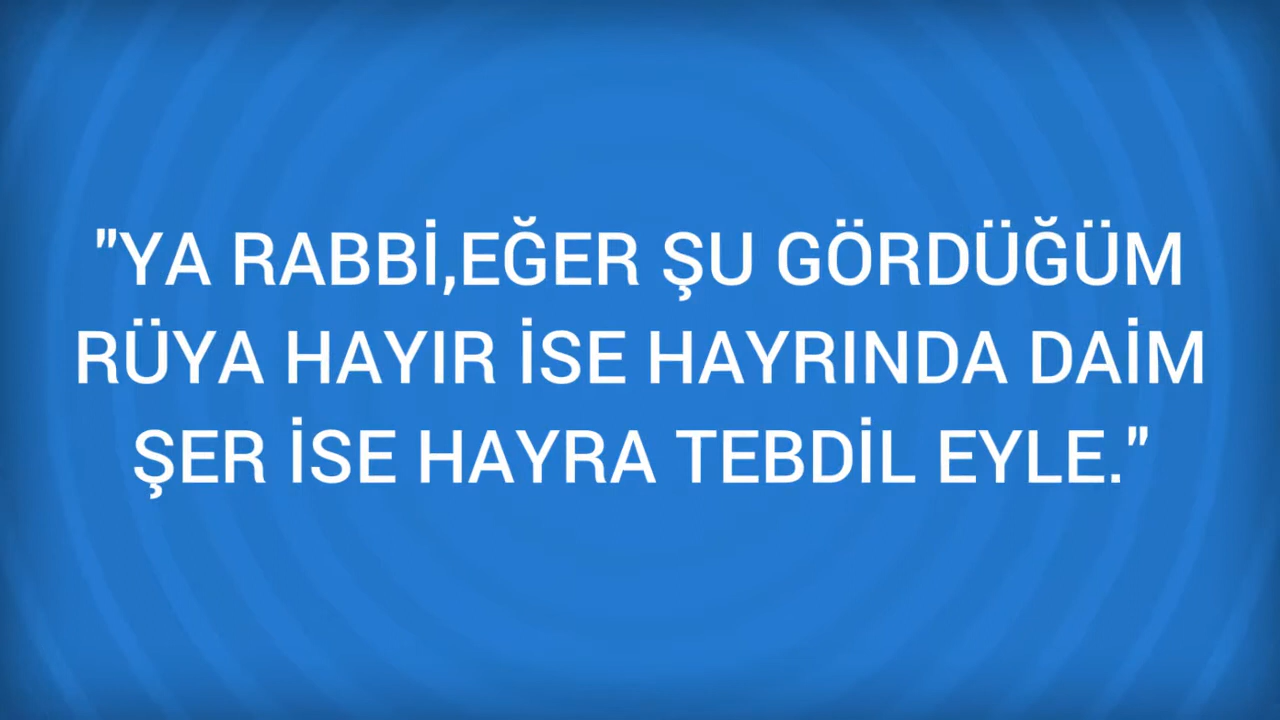 "YA RABBİ,EĞER ŞU GÖRDÜĞÜM
RÜYA HAYIR İSE HAYRINDA DAİM
ŞER İSE HAYRA TEBDİL EYLE."